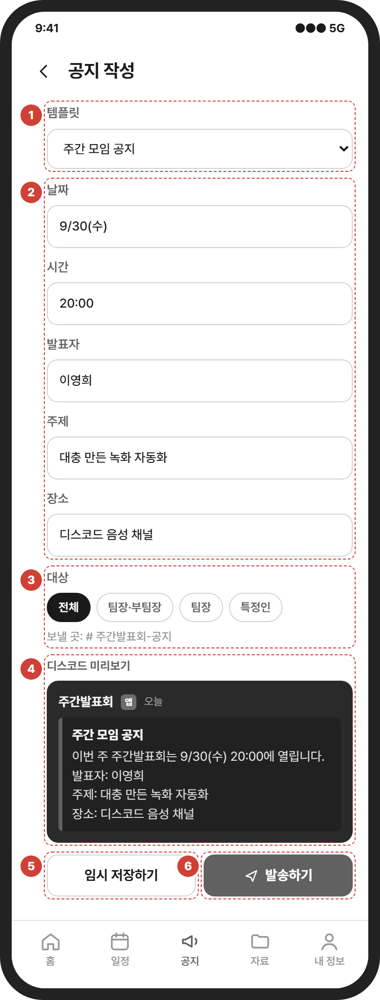 9:41
5G
공지 작성
1
템플릿
주간 모임 공지
2
날짜
9/30(수)
시간
20:00
발표자
이영희
주제
대충 만든 녹화 자동화
장소
디스코드 음성 채널
3
대상
전체 팀장·부팀장 팀장 특정인
보낼 곳: # 주간발표회-공지
4
디스코드 미리보기
주간발표회 앱 오늘
주간 모임 공지
이번 주 주간발표회는 9/30(수) 20:00에 열립니다.
발표자: 이영희
주제: 대충 만든 녹화 자동화
장소: 디스코드 음성 채널
5
임시 저장하기
6
발송하기
홈 일정 공지 자료 내 정보